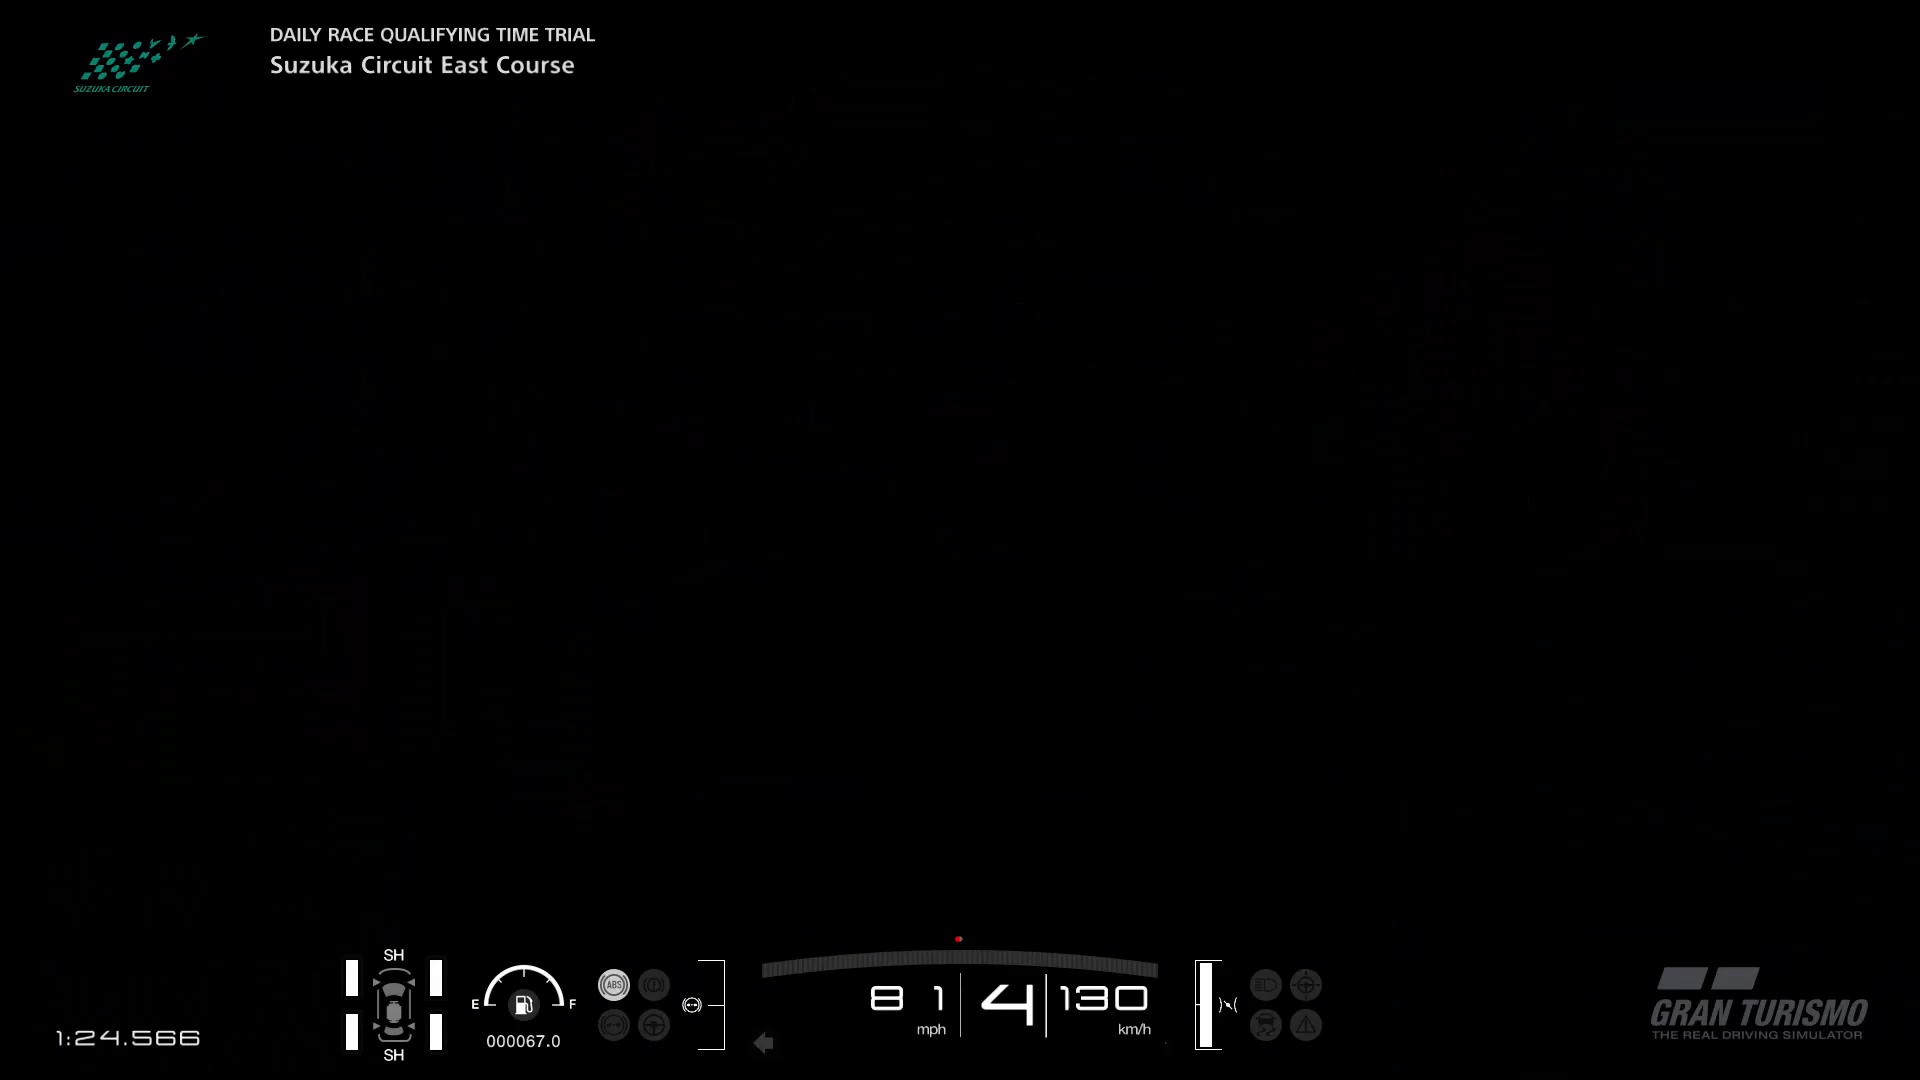 DAILY RACE QUALIFYING TIME TRIAL
Suzuka Circuit East Course
SUZUKA CIRCUIT
SH
E
F
ABS
000067.0
SH
1:24.566
81
mph
4
130
km/h
GRAN TURISMO
THE REAL DRIVING SIMULATOR